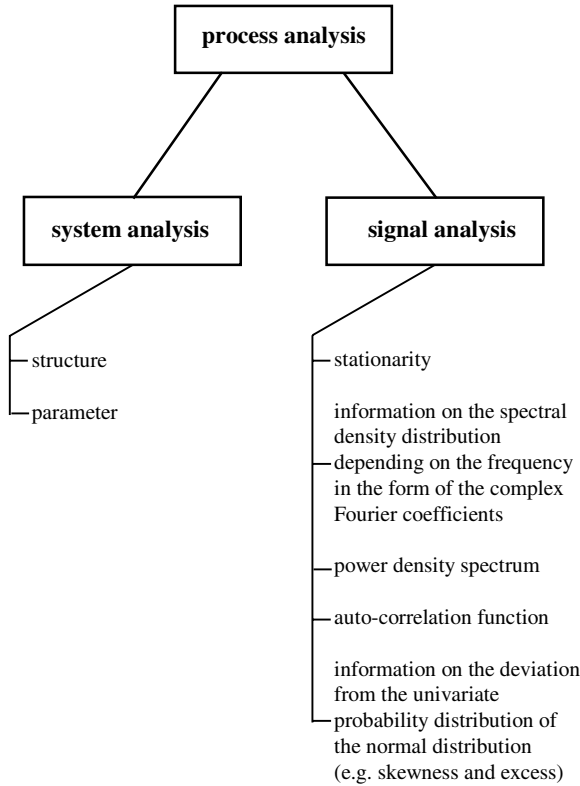 process analysis
system analysis
structure
parameter
signal analysis
stationarity
information on the spectral
density distribution
depending on the frequency
in the form of the complex
Fourier coefficients
power density spectrum
auto-correlation function
information on the deviation
from the univariate
probability distribution of
the normal distribution
(e.g. skewness and excess)